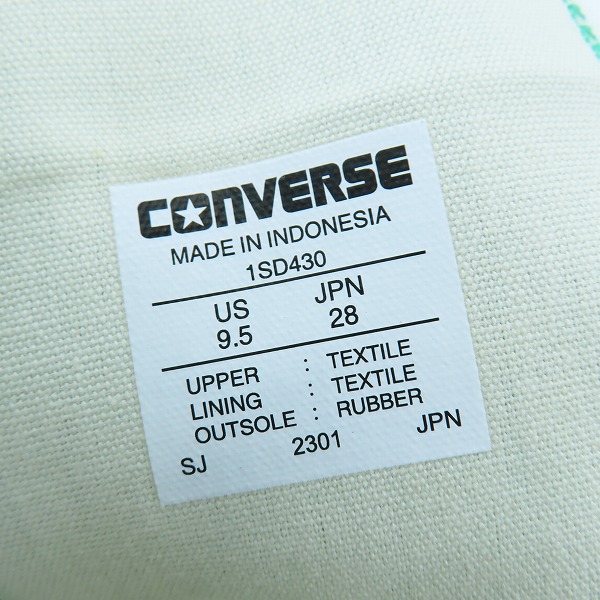 CONVERSE
MADE IN INDONESIA
1SD430
US JPN
9.5 28
UPPER : TEXTILE
LINING : TEXTILE
OUTSOLE : RUBBER
SJ 2301 JPN